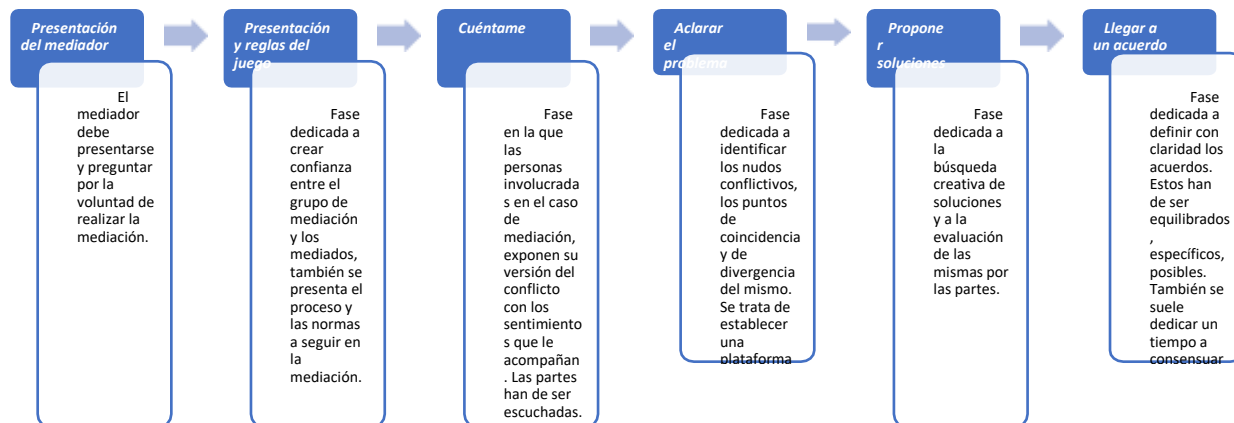 Presentación
del mediador
El
mediador
debe
presentarse
y preguntar
por la
voluntad de
realizar la
mediación.
Presentación
y reglas del
juego
Fase
dedicada a
crear
confianza
entre el
grupo de
mediación
y los
mediados,
también se
presenta el
proceso y
las normas
a seguir en
la
mediación.
Cuéntame
Fase
en la que
las
personas
involucrada
s en el caso
de
mediación,
exponen su
versión del
conflicto
con los
sentimiento
s que le
acompañan
. Las partes
han de ser
escuchadas.
Aclarar
el
problema
Fase
dedicada a
identificar
los nudos
conflictivos,
los puntos
de
coincidencia
y de
divergencia
del mismo.
Se trata de
establecer
una
plataforma
Propone
r
soluciones
Fase
dedicada a
la
búsqueda
creativa de
soluciones
y a la
evaluación
de las
mismas por
las partes.
Llegar a
un acuerdo
Fase
dedicada a
definir con
claridad los
acuerdos.
Estos han
de ser
equilibrados
,
específicos,
posibles.
También se
suele
dedicar un
tiempo a
consensuar